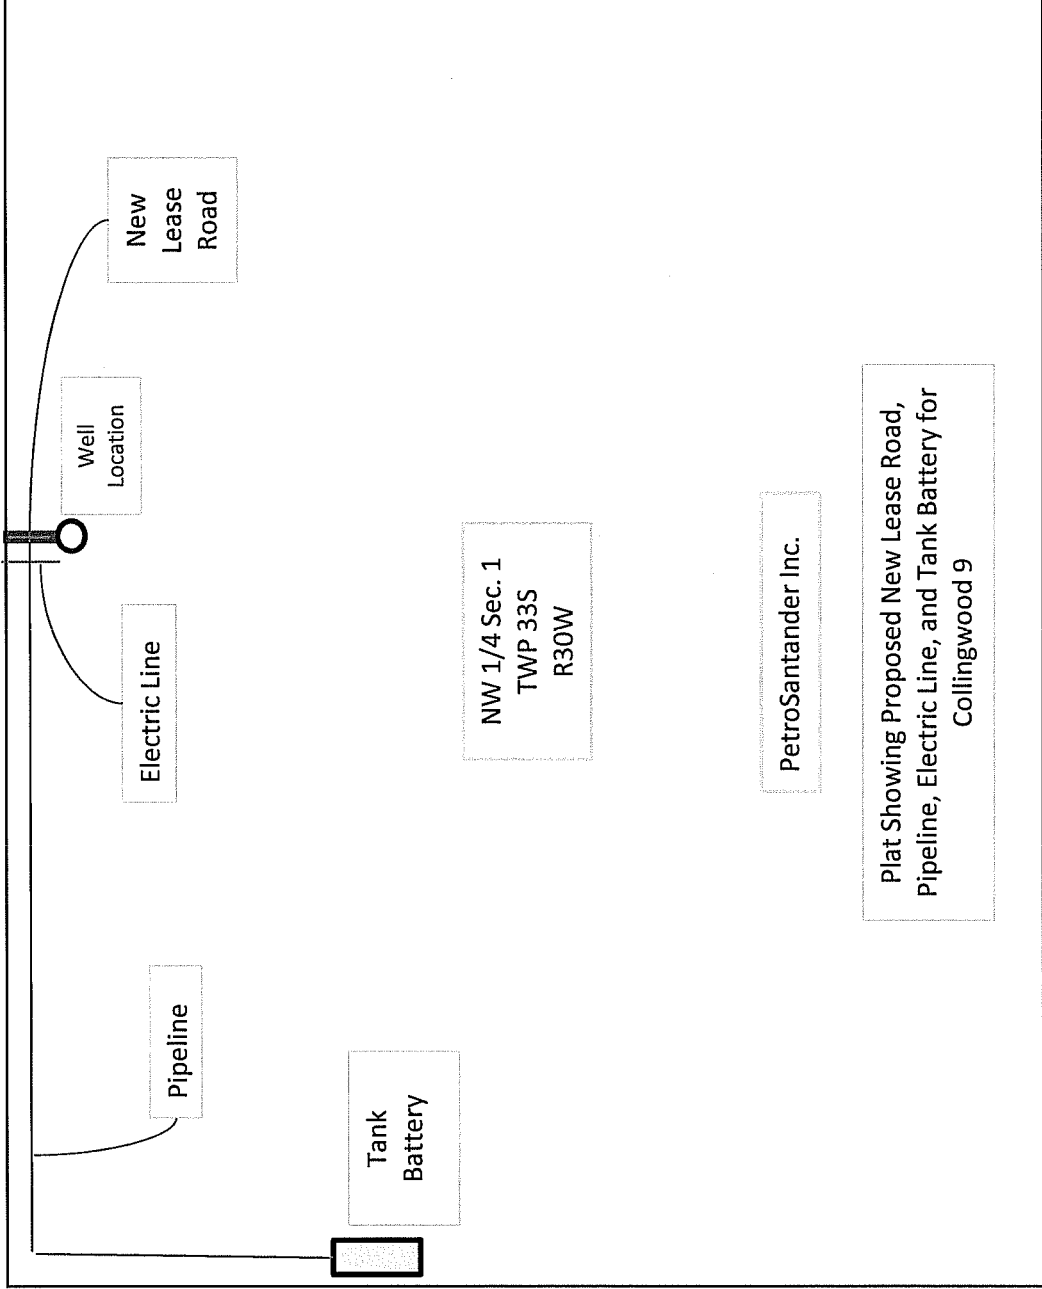 New
Lease
Road
Well
Location
Electric Line
Pipeline
Tank
Battery
NW 1/4 Sec. 1
TWP 33S
R30W
PetroSantander Inc.
Plat Showing Proposed New Lease Road,
Pipeline, Electric Line, and Tank Battery for
Collingwood 9